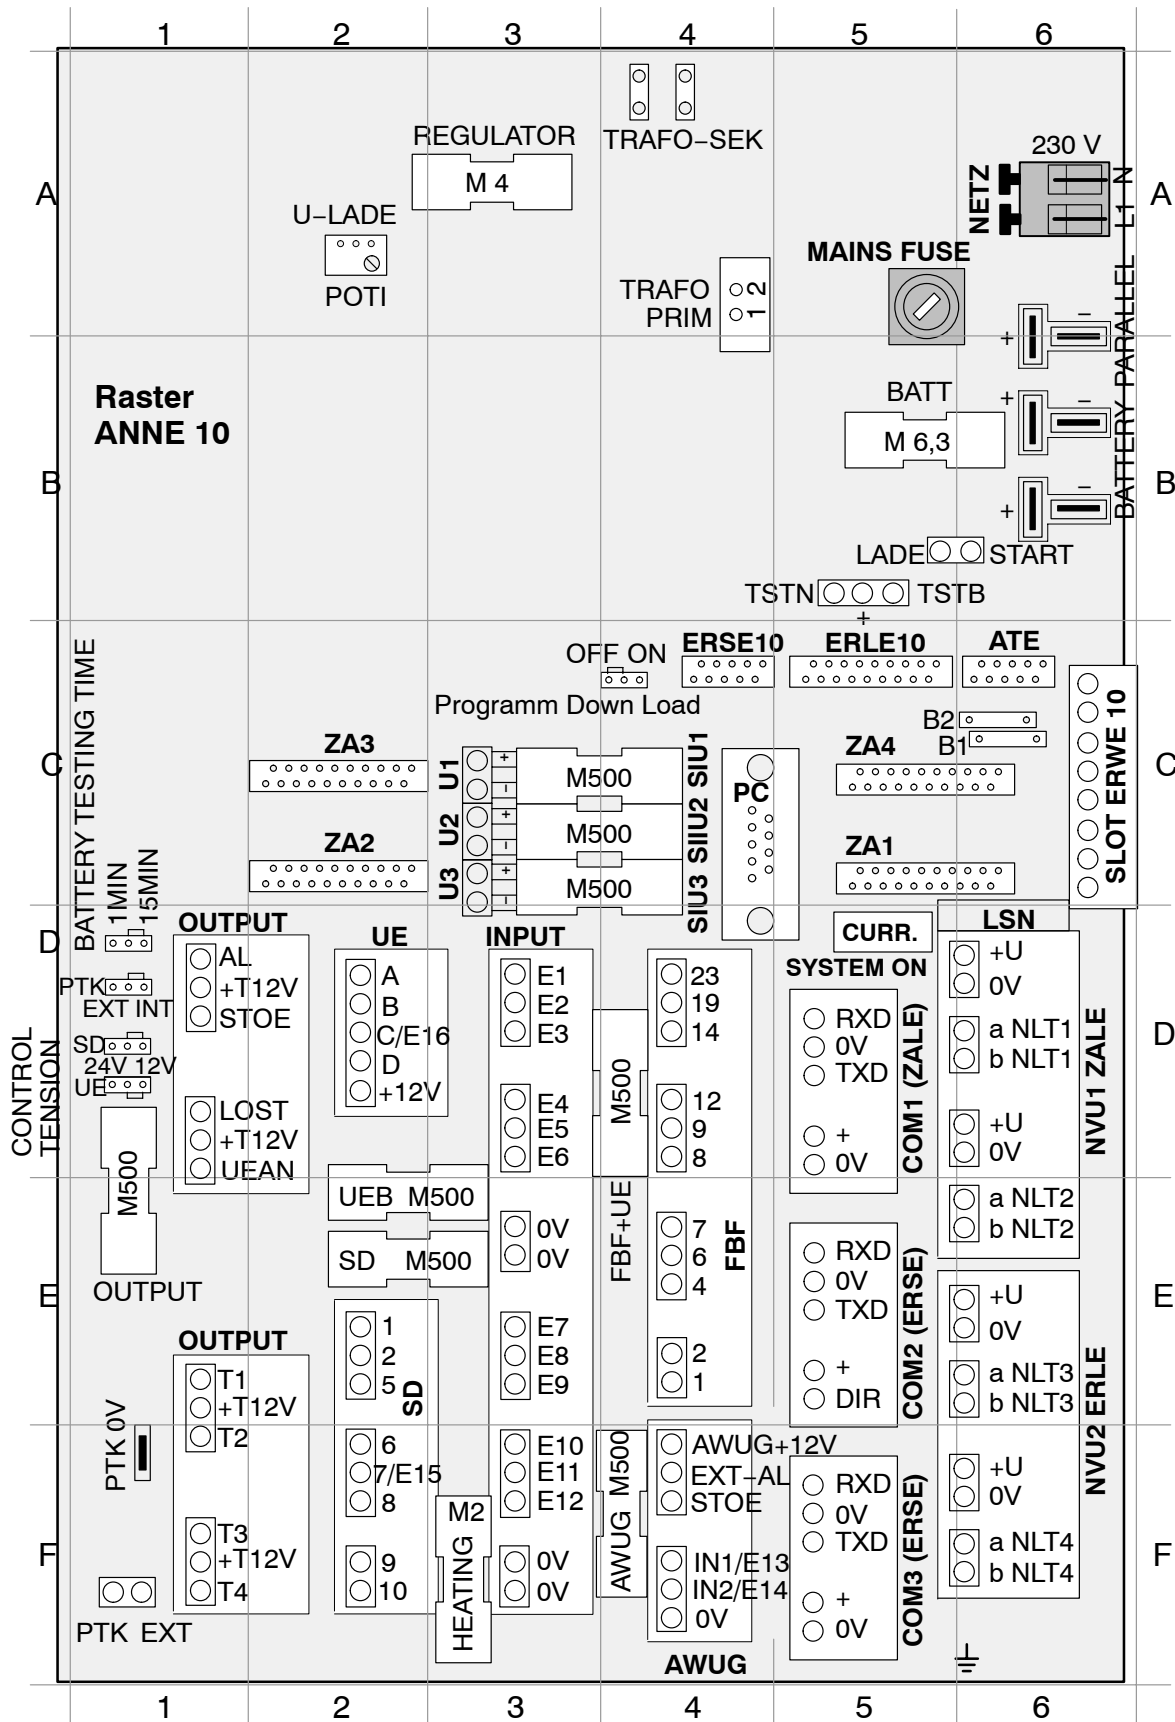 1 2 3 4 5 6
TRAFO–SEK
REGULATOR
M 4
230 V
NETZ
L1 N
A
A
U–LADE
POTI
MAINS FUSE
TRAFO
PRIM
1 2
+ –
BATTERY PARALLEL
Raster
ANNE 10
BATT
M 6,3
+ –
B
B
+ –
LADE
START
TSTN
TSTB
+
BATTERY TESTING TIME
1MIN
15MIN
OFF ON
Programm Down Load
ERSE10
ERLE10
ATE
B2
B1
SLOT ERWE 10
C
C
ZA3
ZA2
U1
+
–
M500
SIU1
U2
+
–
M500
SIIU2
U3
+
–
M500
SIU3
PC
ZA4
ZA1
D
D
PTK
EXT INT
SD
24V 12V
UE
CONTROL
TENSION
M500
OUTPUT
OUTPUT
AL
+T12V
STOE
LOST
+T12V
UEAN
UE
A
B
C/E16
D
+12V
INPUT
E1
E2
E3
E4
E5
E6
M500
FBF+UE
23
19
14
12
9
8
CURR.
SYSTEM ON
RXD
0V
TXD
+
0V
COM1 (ZALE)
LSN
+U
0V
a NLT1
b NLT1
+U
0V
a NLT2
b NLT2
NVU1 ZALE
UEB M500
SD M500
E
E
0V
0V
E7
E8
E9
7
6
4
2
1
FBF
RXD
0V
TXD
+
DIR
COM2 (ERSE)
+U
0V
a NLT3
b NLT3
+U
0V
a NLT4
b NLT4
NVU2 ERLE
OUTPUT
T1
+T12V
T2
T3
+T12V
T4
PTK 0V
PTK EXT
F
F
1
2
5
SD
6
7/E15
8
9
10
M2
HEATING
E10
E11
E12
0V
0V
AWUG M500
AWUG+12V
EXT–AL
STOE
IN1/E13
IN2/E14
0V
AWUG
RXD
0V
TXD
+
0V
COM3 (ERSE)
1 2 3 4 5 6